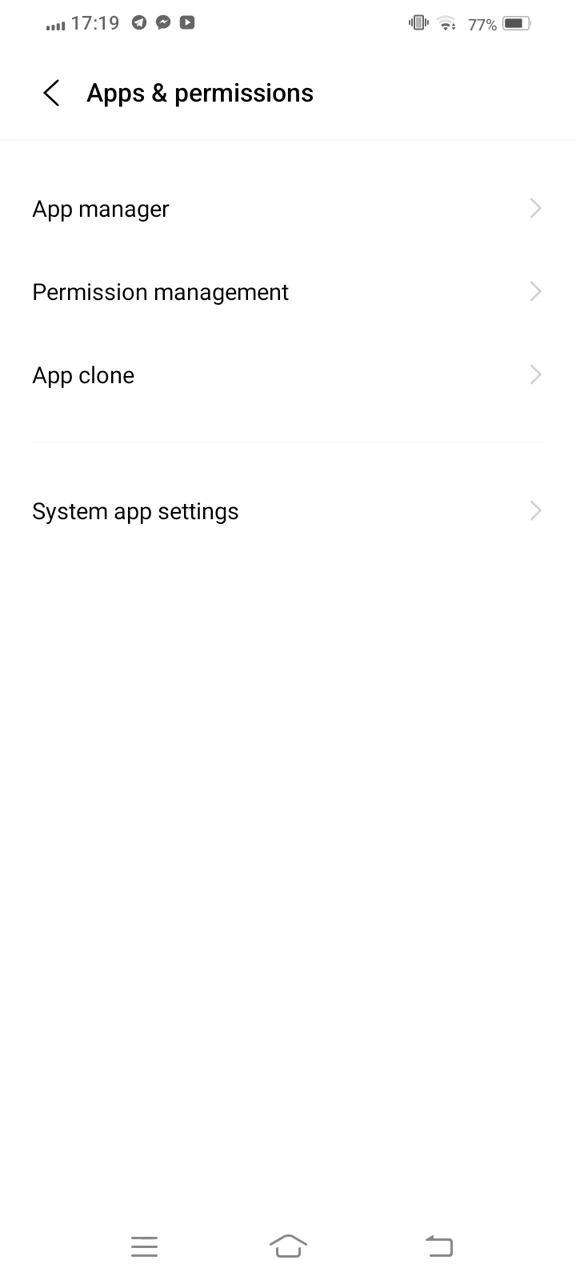 17:19 77%
Apps & permissions
App manager
Permission management
App clone
System app settings